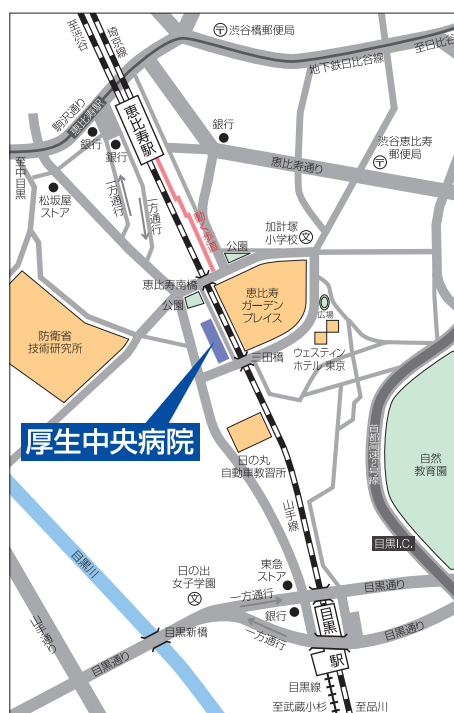 至渋谷
埼京線
渋谷橋郵便局
至日比谷
地下鉄日比谷線
駒沢通り
恵比寿駅
恵比寿駅
銀行
銀行
銀行
渋谷恵比寿
郵便局
恵比寿通り
至中目黒
一方通行
一方通行
松坂屋
ストア
動く歩道
加計塚
小学校
文
公園
恵比寿南橋
公園
恵比寿
ガーデン
プレイス
広場
防衛省
技術研究所
三田橋
ウェスティン
ホテル 東京
厚生中央病院
首都高速2号線
日の丸
自動車教習所
自然
教育園
山手線
目黒I.C.
目黒川
日の出
女子学園
文
東急
ストア
一方通行
目黒通り
銀行
目黒
駅
山手通り
目黒新橋
一方通行
目黒通り
目黒通り
目黒線
至武蔵小杉
至品川